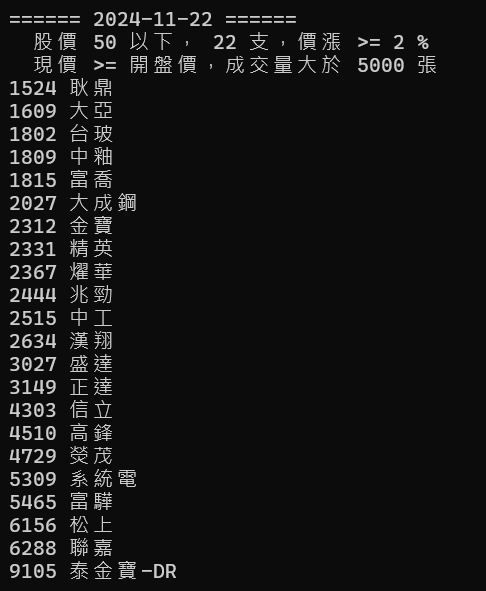 ====== 2024-11-22 ======
股價 50 以下， 22 支，價漲 >= 2 %
現價 >= 開盤價，成交量大於 5000 張
1524 耿鼎
1609 大亞
1802 台玻
1809 中釉
1815 富喬
2027 大成鋼
2312 金寶
2331 精英
2367 燿華
2444 兆勁
2515 中工
2634 漢翔
3027 盛達
3149 正達
4303 信立
4510 高鋒
4729 熒茂
5309 系統電
5465 富驊
6156 松上
6288 聯嘉
9105 泰金寶-DR